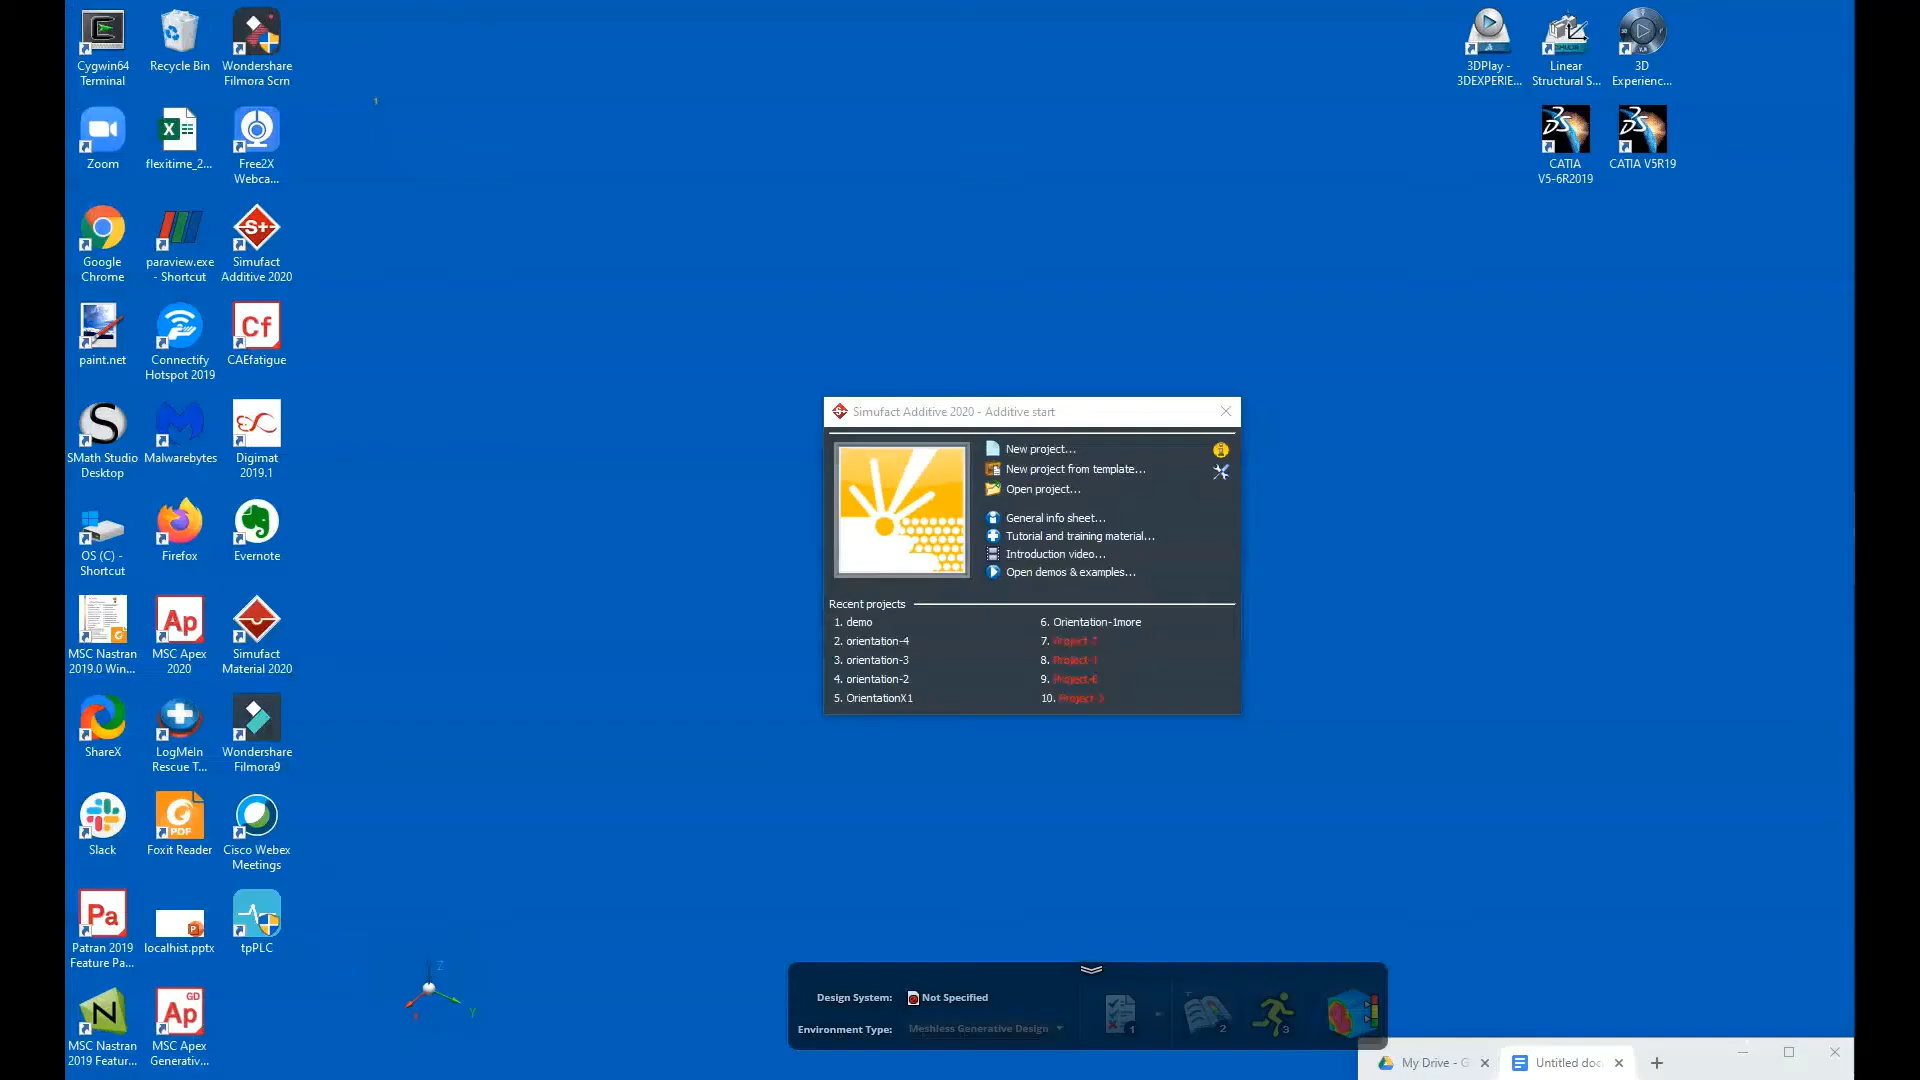 Cygwin64
Terminal
Recycle Bin
Wondershare
Filmora Scrn
3DPlay -
3DEXPERIE...
Linear
Structural S...
3D
Experienc...
1
Zoom
flexitime_2...
Free2X
Webca...
CATIA
V5-6R2019
CATIA V5R19
Google
Chrome
paraview.exe
- Shortcut
S+
Simufact
Additive 2020
paint.net
Connectify
Hotspot 2019
Cf
CAEfatigue
SMath Studio
Desktop
Malwarebytes
Digimat
2019.1
OS (C) -
Shortcut
Firefox
Evernote
MSC Nastran
2019.0 Win...
Ap
MSC Apex
2020
Simufact
Material 2020
ShareX
LogMeIn
Rescue T...
Wondershare
Filmora9
Slack
PDF
Foxit Reader
Cisco Webex
Meetings
Pa
Patran 2019
Feature Pa...
localhist.pptx
tpPLC
N
MSC Nastran
2019 Featur...
Ap GD
MSC Apex
Generativ...
Simufact Additive 2020 - Additive start
New project...
New project from template...
Open project...
General info sheet...
Tutorial and training material...
Introduction video...
Open demos & examples...
Recent projects
1. demo
2. orientation-4
3. orientation-3
4. orientation-2
5. OrientationX1
6. Orientation-1more
7.
8.
9.
10.
Z
X
Y
Design System: Not Specified
Environment Type: Meshless Generative Design
1
2
3
My Drive - G
Untitled doc